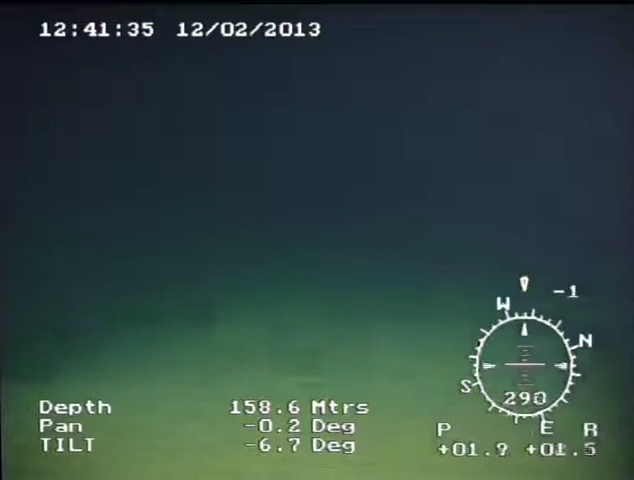 12:41:35 12/02/2013
-1
W
N
S
290
E
Depth 158.6 Mtrs
Pan -0.2 Deg
TILT -6.7 Deg
P R
+01.5